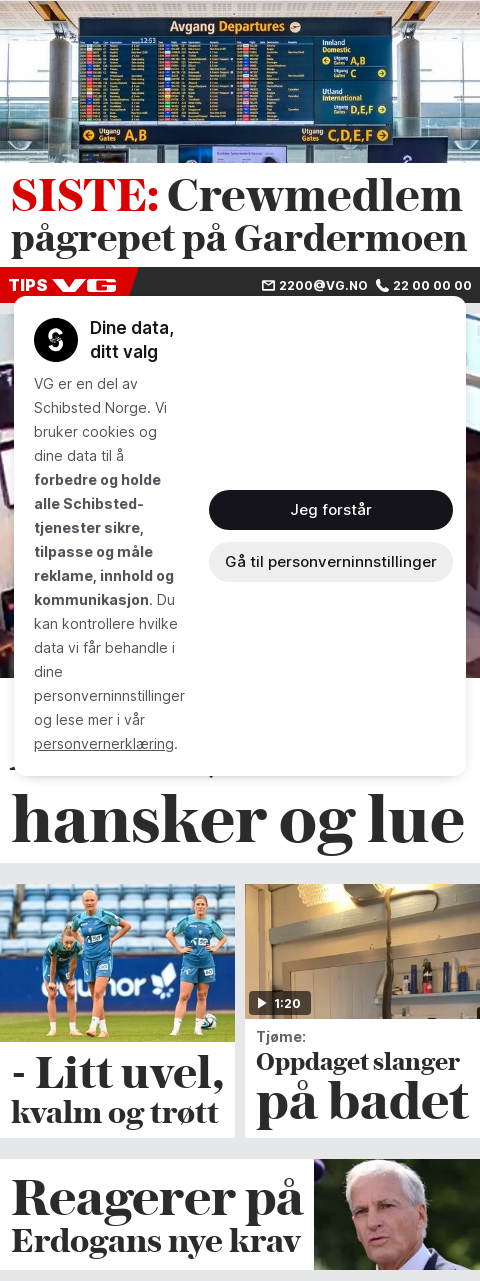 Avgang Departures
12:53
Innland
Domestic
Utgang
Gates A,B
Utgang
Gates C
Utland
International
Utgang
Gates D,E,F
Utgang
Gates A,B
Utgang
Gates C,D,E,F
SISTE: Crewmedlem
pågrepet på Gardermoen
TIPS VG
2200@VG.NO 22 00 00 00
Dine data,
ditt valg
VG er en del av
Schibsted Norge. Vi
bruker cookies og
dine data til å
forbedre og holde
alle Schibsted-
tjenester sikre,
tilpasse og måle
reklame, innhold og
kommunikasjon. Du
kan kontrollere hvilke
data vi får behandle i
dine
personverninnstillinger
og lese mer i vår
personvernerklæring.
Jeg forstår
Gå til personverninnstillinger
hansker og lue
- Litt uvel,
kvalm og trøtt
1:20
Tjøme:
Oppdaget slanger
på badet
Reagerer på
Erdogans nye krav